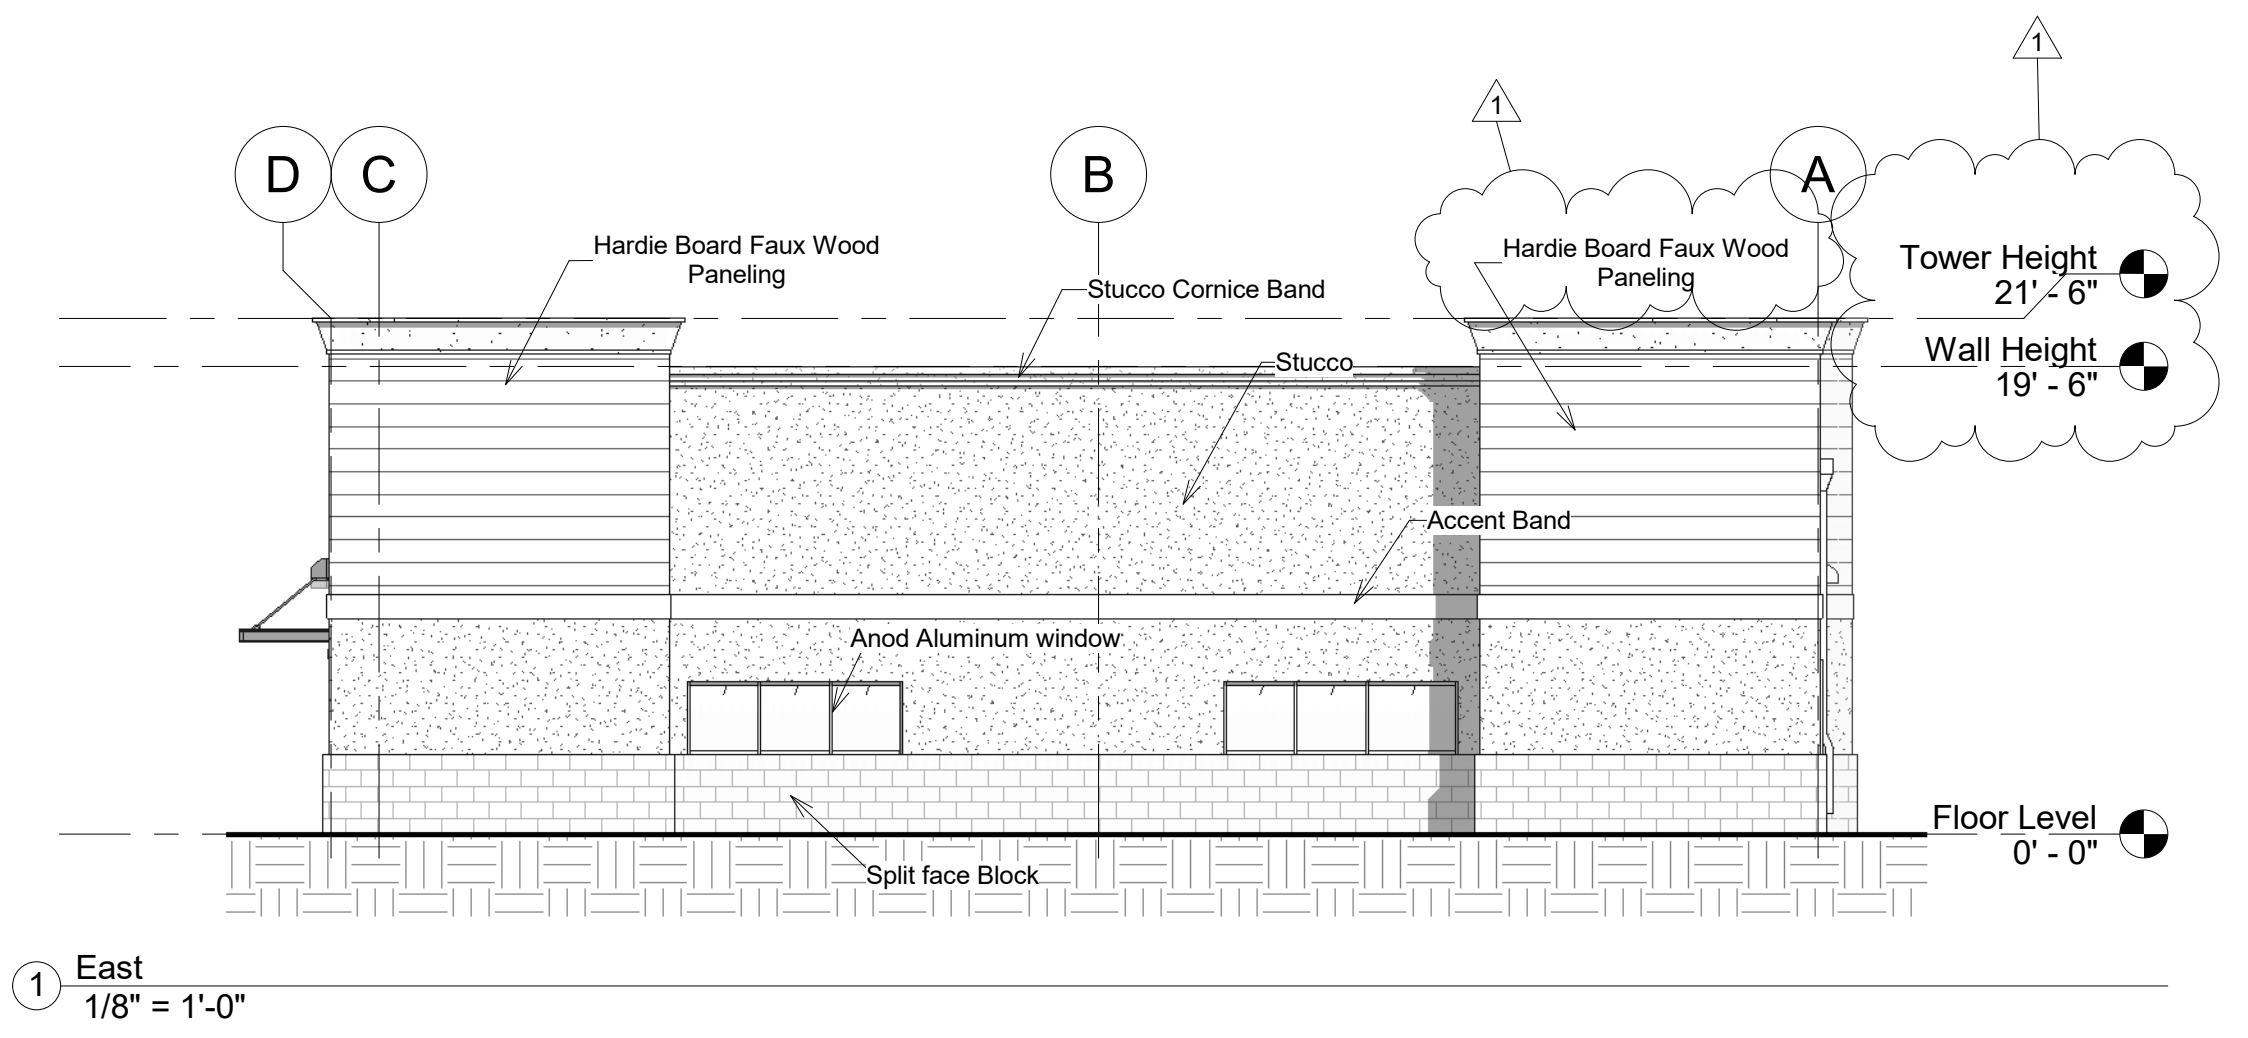 1
1
D
C
B
A
Hardie Board Faux Wood
Paneling
Hardie Board Faux Wood
Paneling
Tower Height
21' - 6"
Stucco Cornice Band
Wall Height
19' - 6"
Stucco
Accent Band
Anod Aluminum window
Floor Level
0' - 0"
Split face Block
1
East
1/8" = 1'-0"